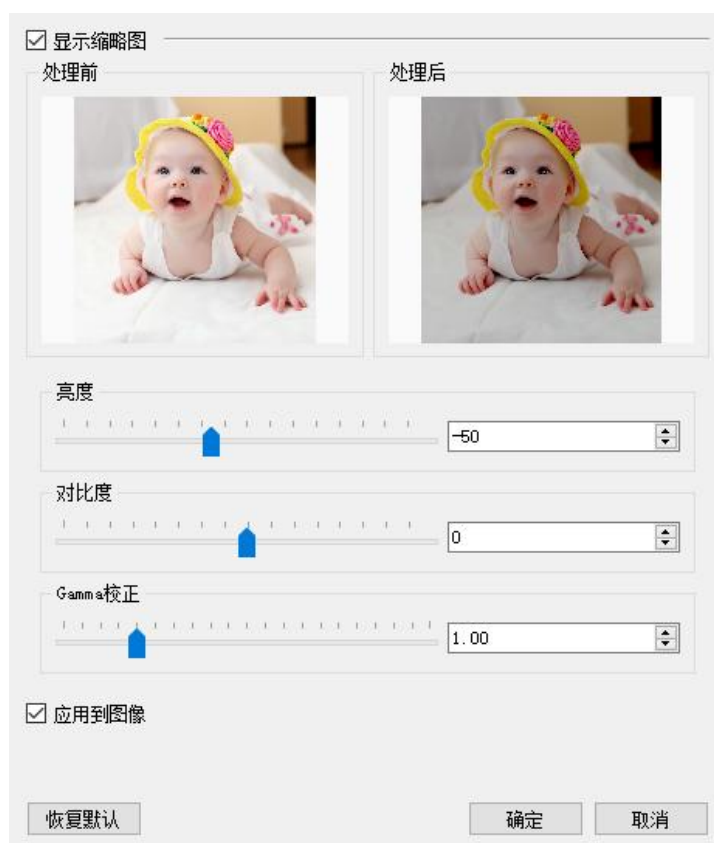 显示缩略图
处理前
处理后
亮度
-50
对比度
0
Gamma校正
1.00
应用到图像
恢复默认
确定
取消